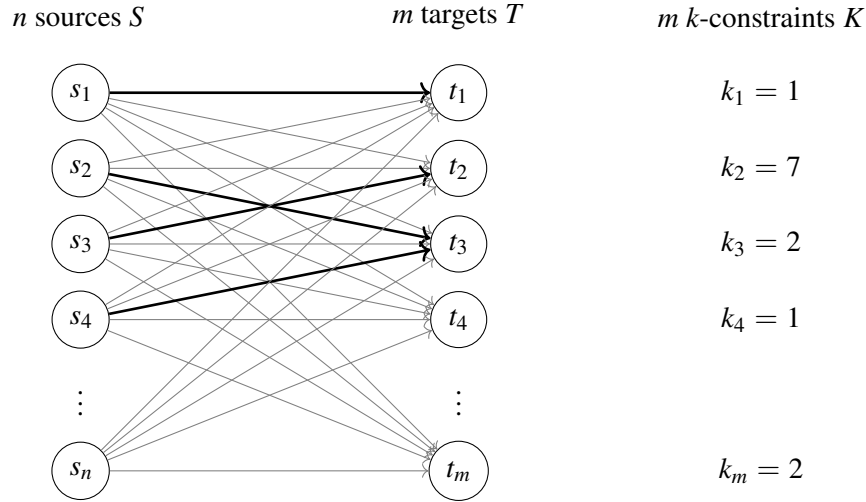 n sources S m targets T m k-constraints K
s₁ t₁ k₁ = 1
s₂ t₂ k₂ = 7
s₃ t₃ k₃ = 2
s₄ t₄ k₄ = 1
⋮ ⋮
sₙ tₘ kₘ = 2